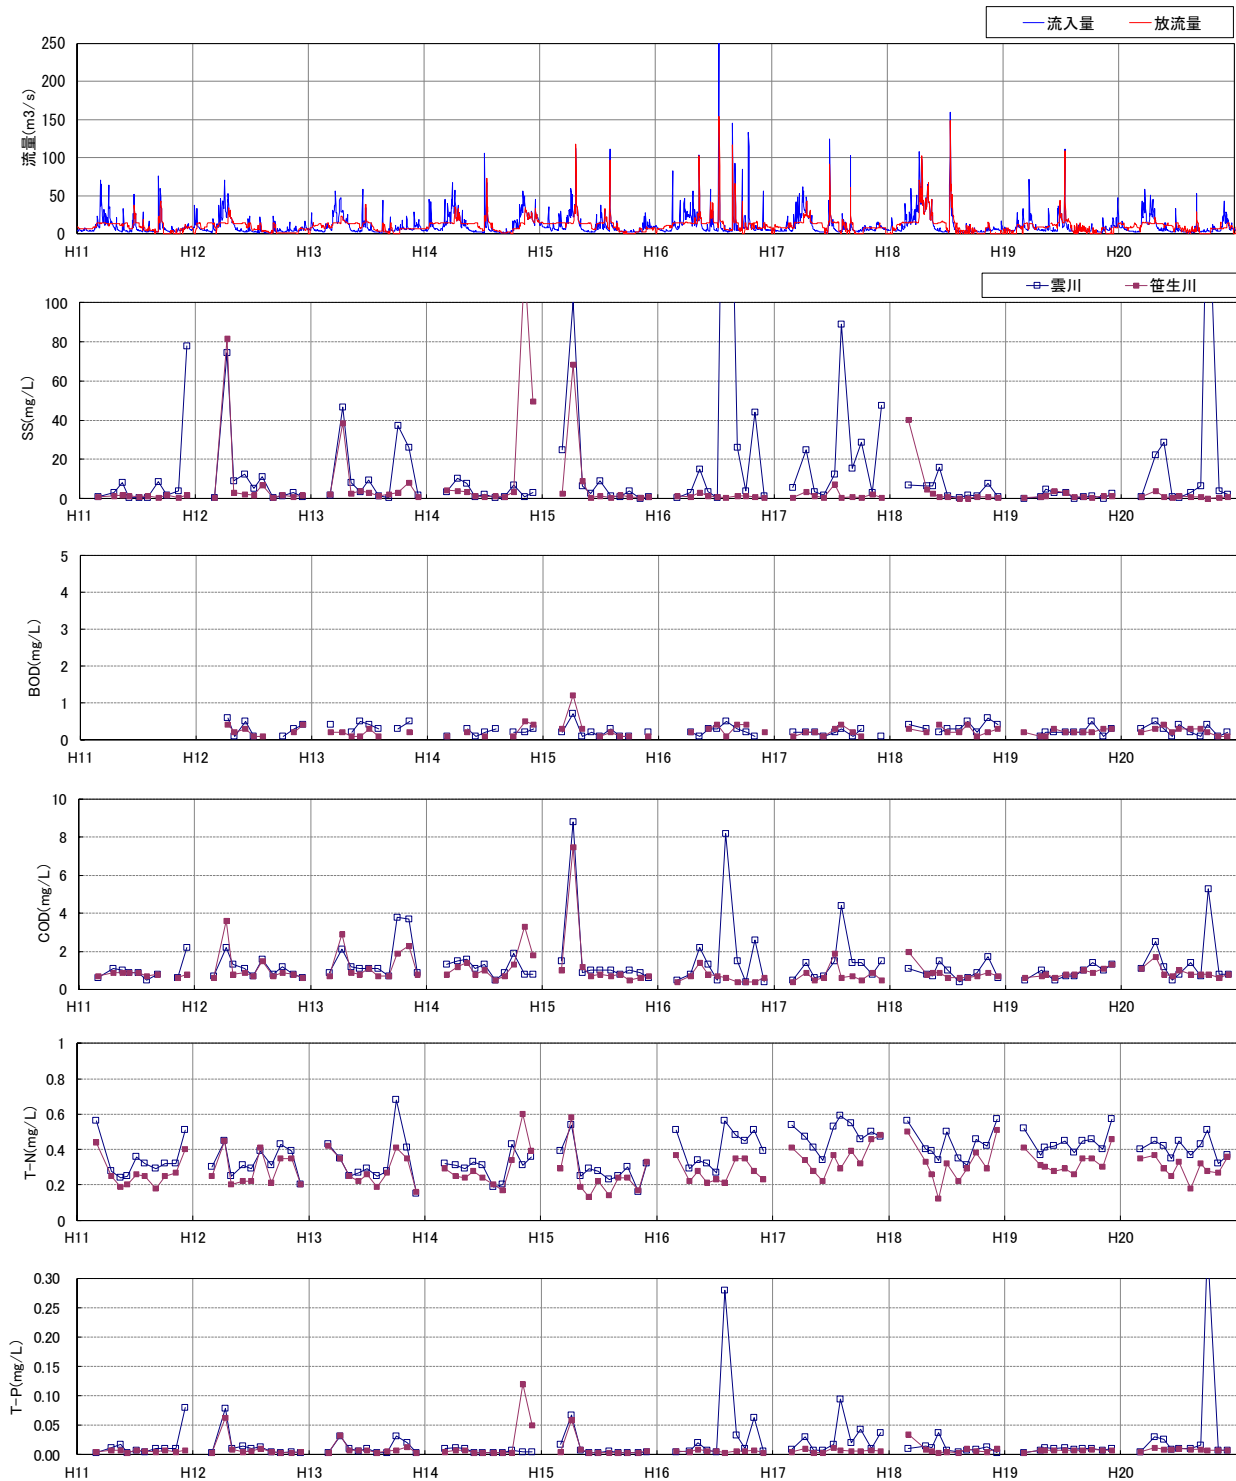 流入量 放流量
250
200
150
100
50
0
流量(m3/s)
H11 H12 H13 H14 H15 H16 H17 H18 H19 H20
雲川 笹生川
100
80
60
40
20
0
SS(mg/L)
H11 H12 H13 H14 H15 H16 H17 H18 H19 H20
5
4
3
2
1
0
BOD(mg/L)
H11 H12 H13 H14 H15 H16 H17 H18 H19 H20
10
8
6
4
2
0
COD(mg/L)
H11 H12 H13 H14 H15 H16 H17 H18 H19 H20
1
0.8
0.6
0.4
0.2
0
T-N(mg/L)
H11 H12 H13 H14 H15 H16 H17 H18 H19 H20
0.30
0.25
0.20
0.15
0.10
0.05
0.00
T-P(mg/L)
H11 H12 H13 H14 H15 H16 H17 H18 H19 H20